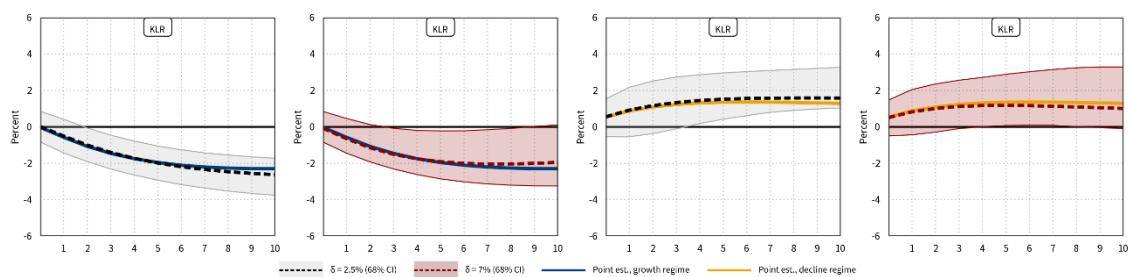 KLR KLR KLR KLR
Percent Percent Percent Percent
6 6 6 6
4 4 4 4
2 2 2 2
0 0 0 0
-2 -2 -2 -2
-4 -4 -4 -4
-6 -6 -6 -6
1 2 3 4 5 6 7 8 9 10 1 2 3 4 5 6 7 8 9 10 1 2 3 4 5 6 7 8 9 10 1 2 3 4 5 6 7 8 9 10
δ = 2.5% (68% CI) δ = 7% (68% CI) Point est., growth regime Point est., decline regime